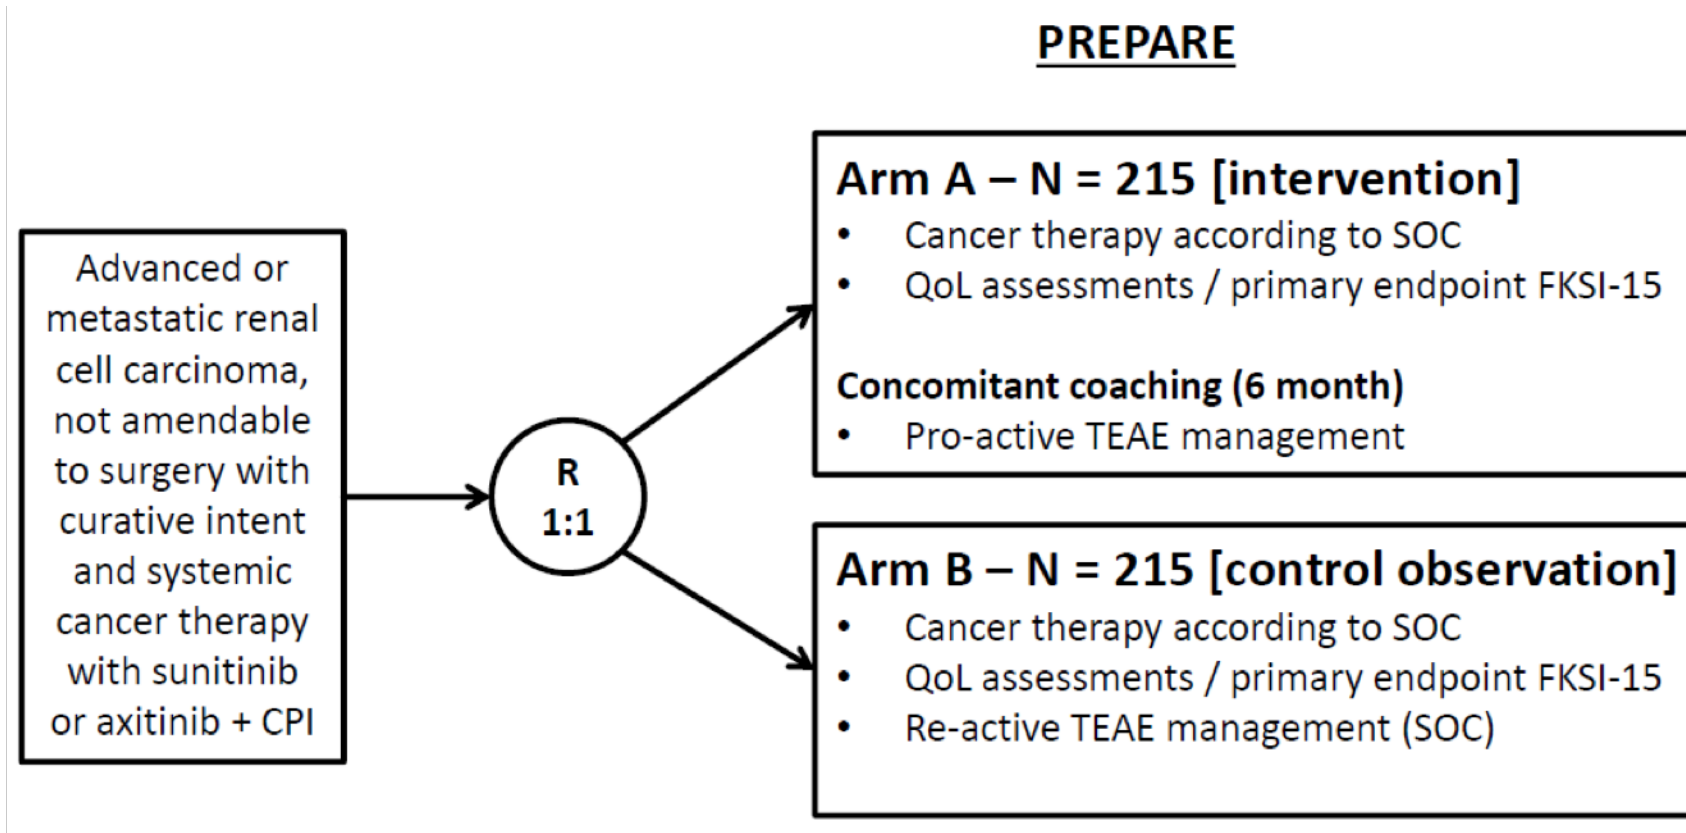 PREPARE
Advanced or
metastatic renal
cell carcinoma,
not amendable
to surgery with
curative intent
and systemic
cancer therapy
with sunitinib
or axitinib + CPI
R
1:1
Arm A – N = 215 [intervention]
• Cancer therapy according to SOC
• QoL assessments / primary endpoint FKSI-15
Concomitant coaching (6 month)
• Pro-active TEAE management
Arm B – N = 215 [control observation]
• Cancer therapy according to SOC
• QoL assessments / primary endpoint FKSI-15
• Re-active TEAE management (SOC)